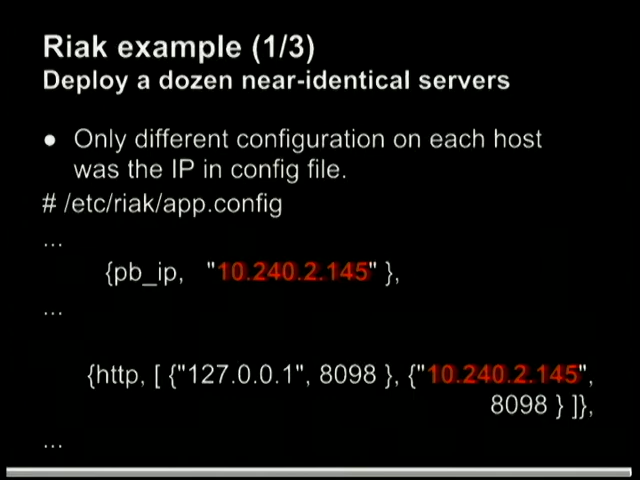 Riak example (1/3)
Deploy a dozen near-identical servers
● Only different configuration on each host
was the IP in config file.
# /etc/riak/app.config
...
{pb_ip, "10.240.2.145" },
...
{http, [ {"127.0.0.1", 8098 }, {"10.240.2.145",
8098 } ]},
...